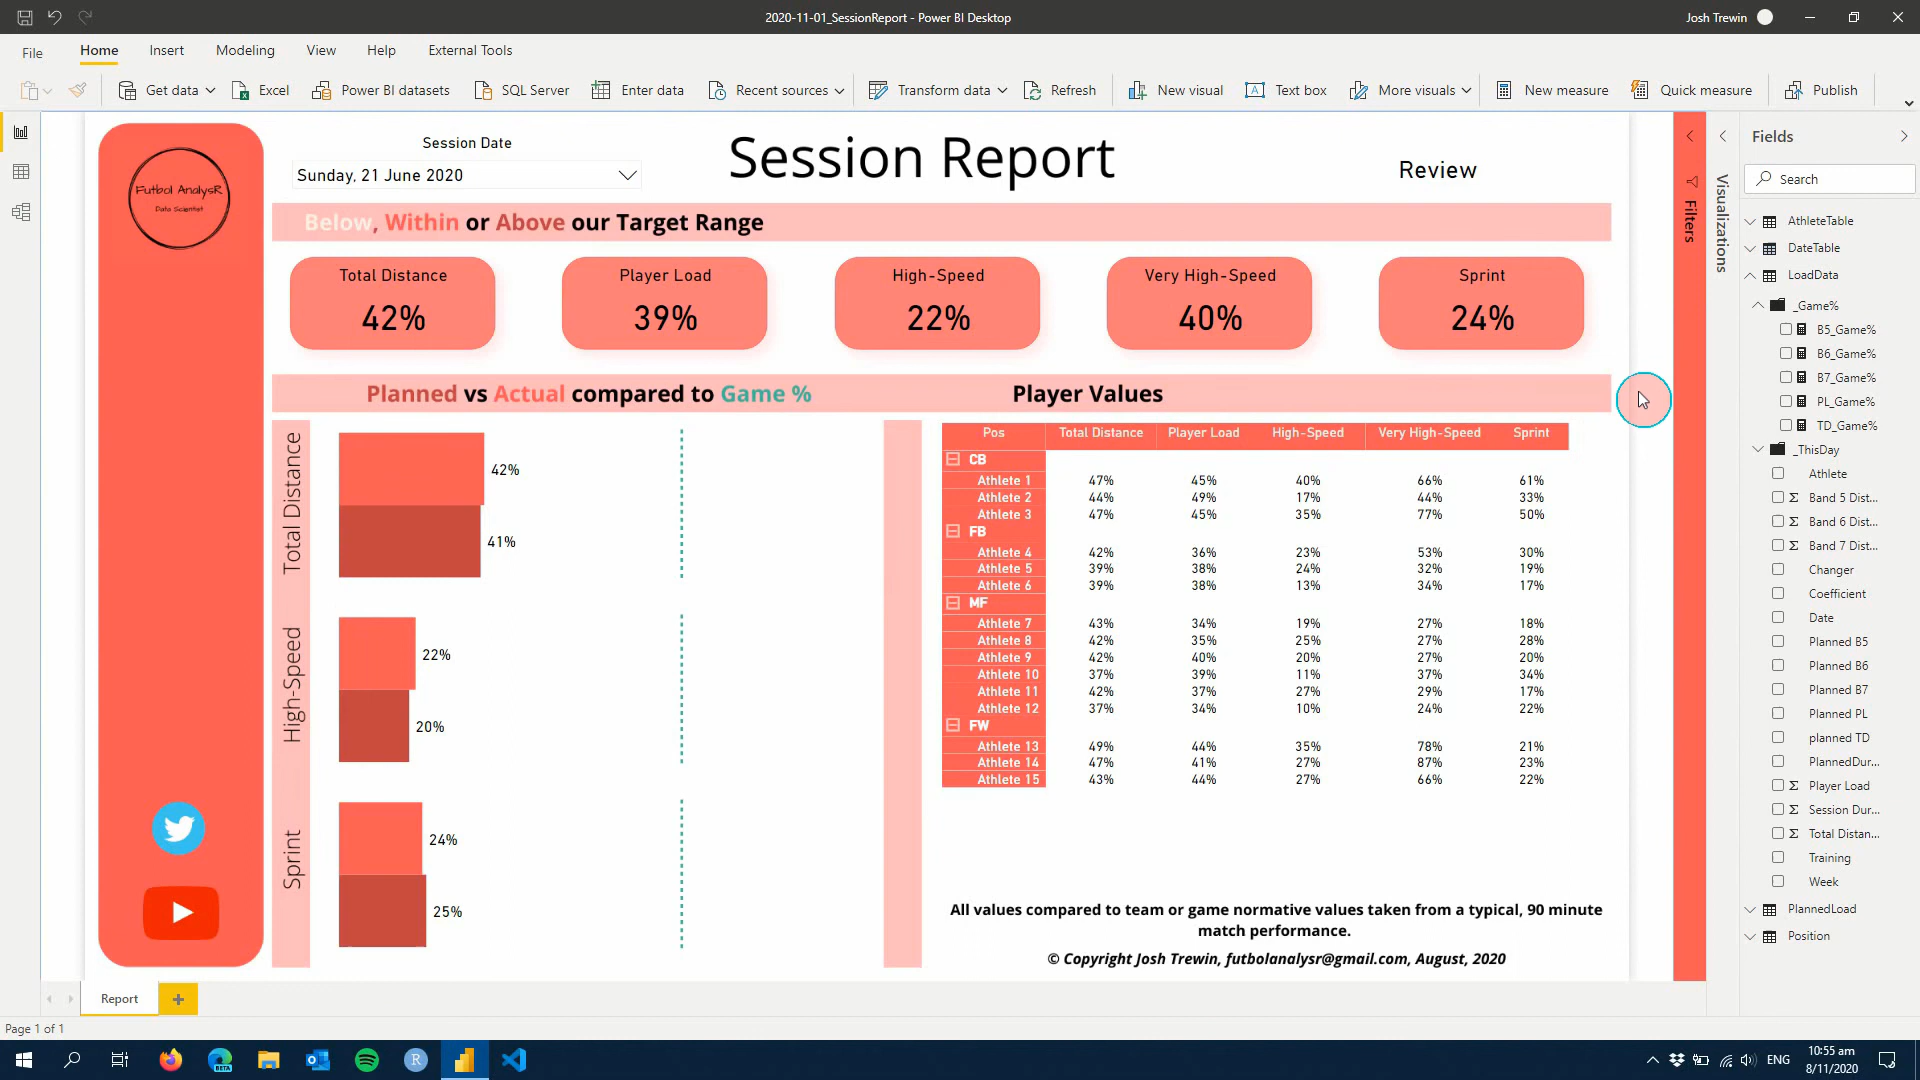 2020-11-01_SessionReport - Power BI Desktop
Josh Trewin
File Home Insert Modeling View Help External Tools
Get data Excel Power BI datasets SQL Server Enter data Recent sources Transform data Refresh New visual Text box More visuals New measure Quick measure Publish
Futbol AnalysR
Data Scientist
Session Date
Sunday, 21 June 2020
Session Report
Review
Below, Within or Above our Target Range
Total Distance
42%
Player Load
39%
High-Speed
22%
Very High-Speed
40%
Sprint
24%
Planned vs Actual compared to Game %
Player Values
Total Distance
42%
41%
High-Speed
22%
20%
Sprint
24%
25%
Pos Total Distance Player Load High-Speed Very High-Speed Sprint
CB
Athlete 1 47% 45% 40% 66% 61%
Athlete 2 44% 49% 17% 44% 33%
Athlete 3 47% 45% 35% 77% 50%
FB
Athlete 4 42% 36% 23% 53% 30%
Athlete 5 39% 38% 24% 32% 19%
Athlete 6 39% 38% 13% 34% 17%
MF
Athlete 7 43% 34% 19% 27% 18%
Athlete 8 42% 35% 25% 27% 28%
Athlete 9 42% 40% 20% 27% 20%
Athlete 10 37% 39% 11% 37% 34%
Athlete 11 42% 37% 27% 29% 17%
Athlete 12 37% 34% 10% 24% 22%
FW
Athlete 13 49% 44% 35% 78% 21%
Athlete 14 47% 41% 27% 87% 23%
Athlete 15 43% 44% 27% 66% 22%
All values compared to team or game normative values taken from a typical, 90 minute
match performance.
© Copyright Josh Trewin, futbolanalysr@gmail.com, August, 2020
Filters
Visualizations
Fields
Search
AthleteTable
DateTable
LoadData
_Game%
B5_Game%
B6_Game%
B7_Game%
PL_Game%
TD_Game%
_ThisDay
Athlete
Band 5 Dist...
Band 6 Dist...
Band 7 Dist...
Changer
Coefficient
Date
Planned B5
Planned B6
Planned B7
Planned PL
planned TD
PlannedDur...
Player Load
Session Dur...
Total Distan...
Training
Week
PlannedLoad
Position
Report
Page 1 of 1
ENG
10:55 am
8/11/2020